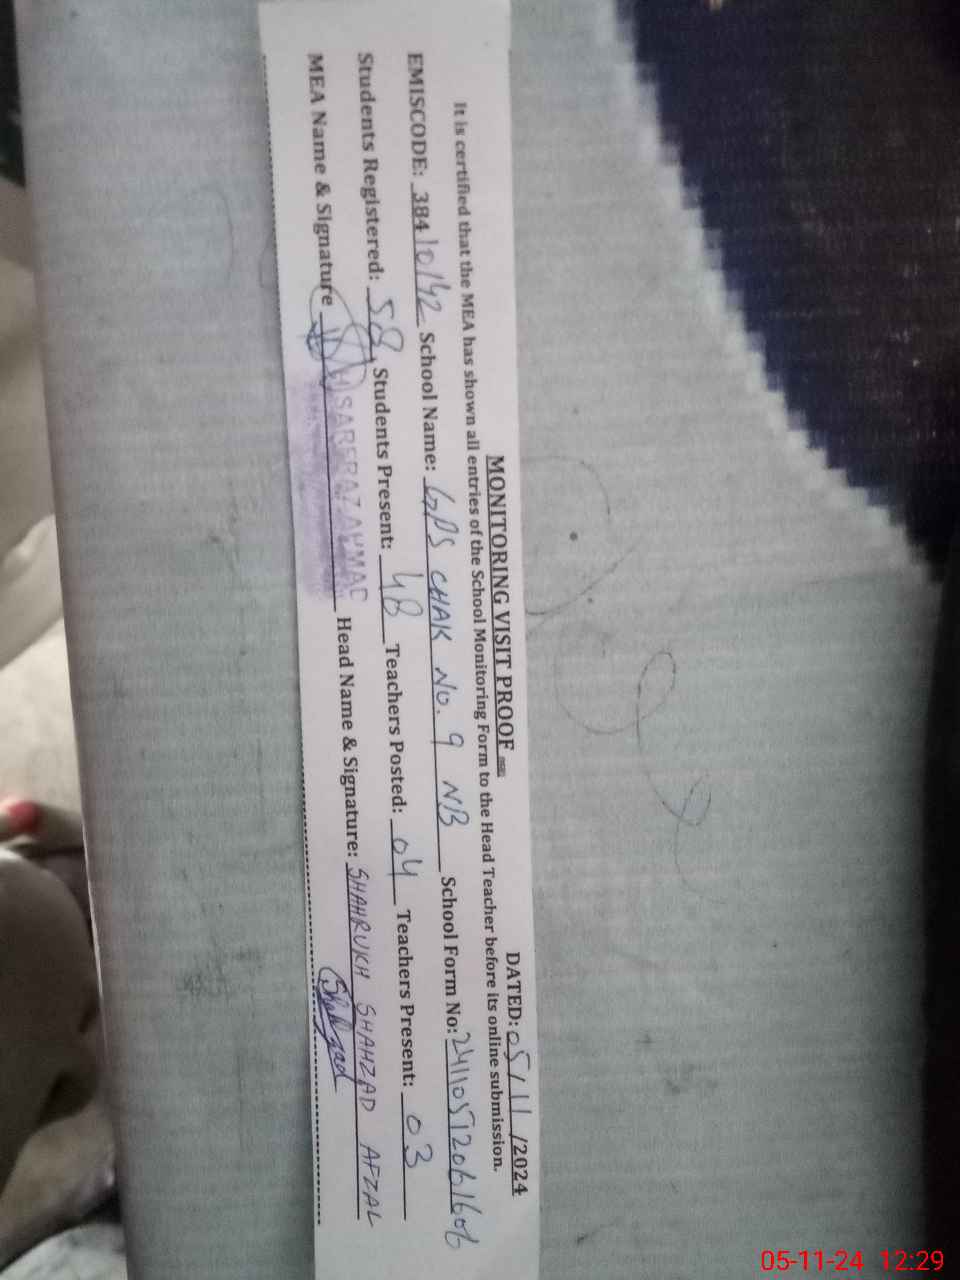 MONITORING VISIT PROOF
DATED: 05/11/2024
It is certified that the MEA has shown all entries of the School Monitoring Form to the Head Teacher before its online submission.
EMISCODE: 38410142 School Name: GPS CHAK NO. 9 NB School Form No: 24110512061606
Students Registered: 58 Students Present: 48 Teachers Posted: 04 Teachers Present: 03
MEA Name & Signature SARFRAZ AHMAD Head Name & Signature: SHAHRUKH SHAHZAD AFZAL
Shahzad
05-11-24 12:29